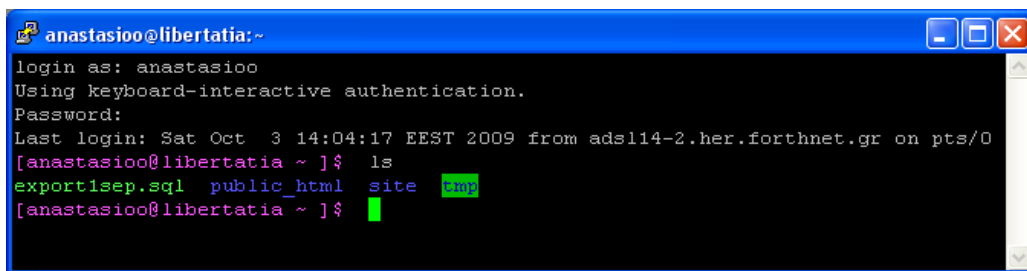 anastasioo@libertatia:~
login as: anastasioo
Using keyboard-interactive authentication.
Password:
Last login: Sat Oct  3 14:04:17 EEST 2009 from adsl14-2.her.forthnet.gr on pts/0
[anastasioo@libertatia ~ ]$  ls
export1sep.sql  public_html  site  tmp
[anastasioo@libertatia ~ ]$